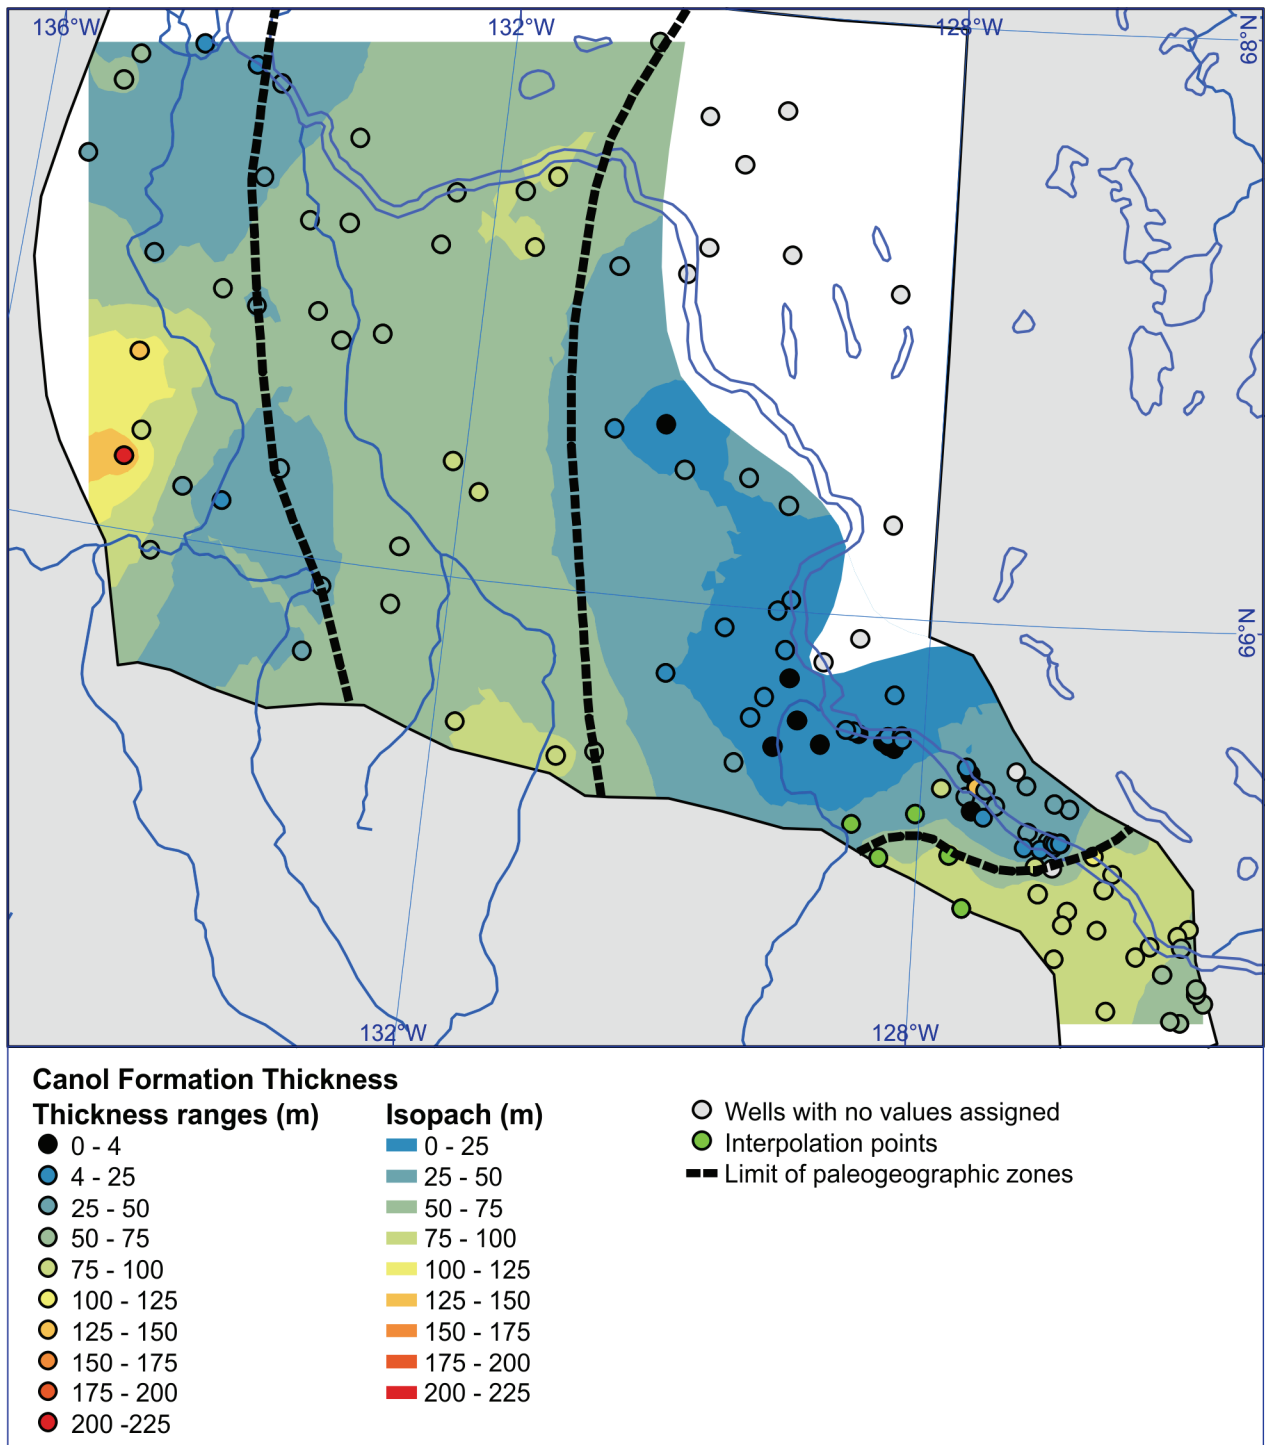 136°W
132°W
128°W
68°N
66°N
132°W
128°W
Canol Formation Thickness
Thickness ranges (m)
0 - 4
4 - 25
25 - 50
50 - 75
75 - 100
100 - 125
125 - 150
150 - 175
175 - 200
200 -225
Isopach (m)
0 - 25
25 - 50
50 - 75
75 - 100
100 - 125
125 - 150
150 - 175
175 - 200
200 - 225
Wells with no values assigned
Interpolation points
Limit of paleogeographic zones